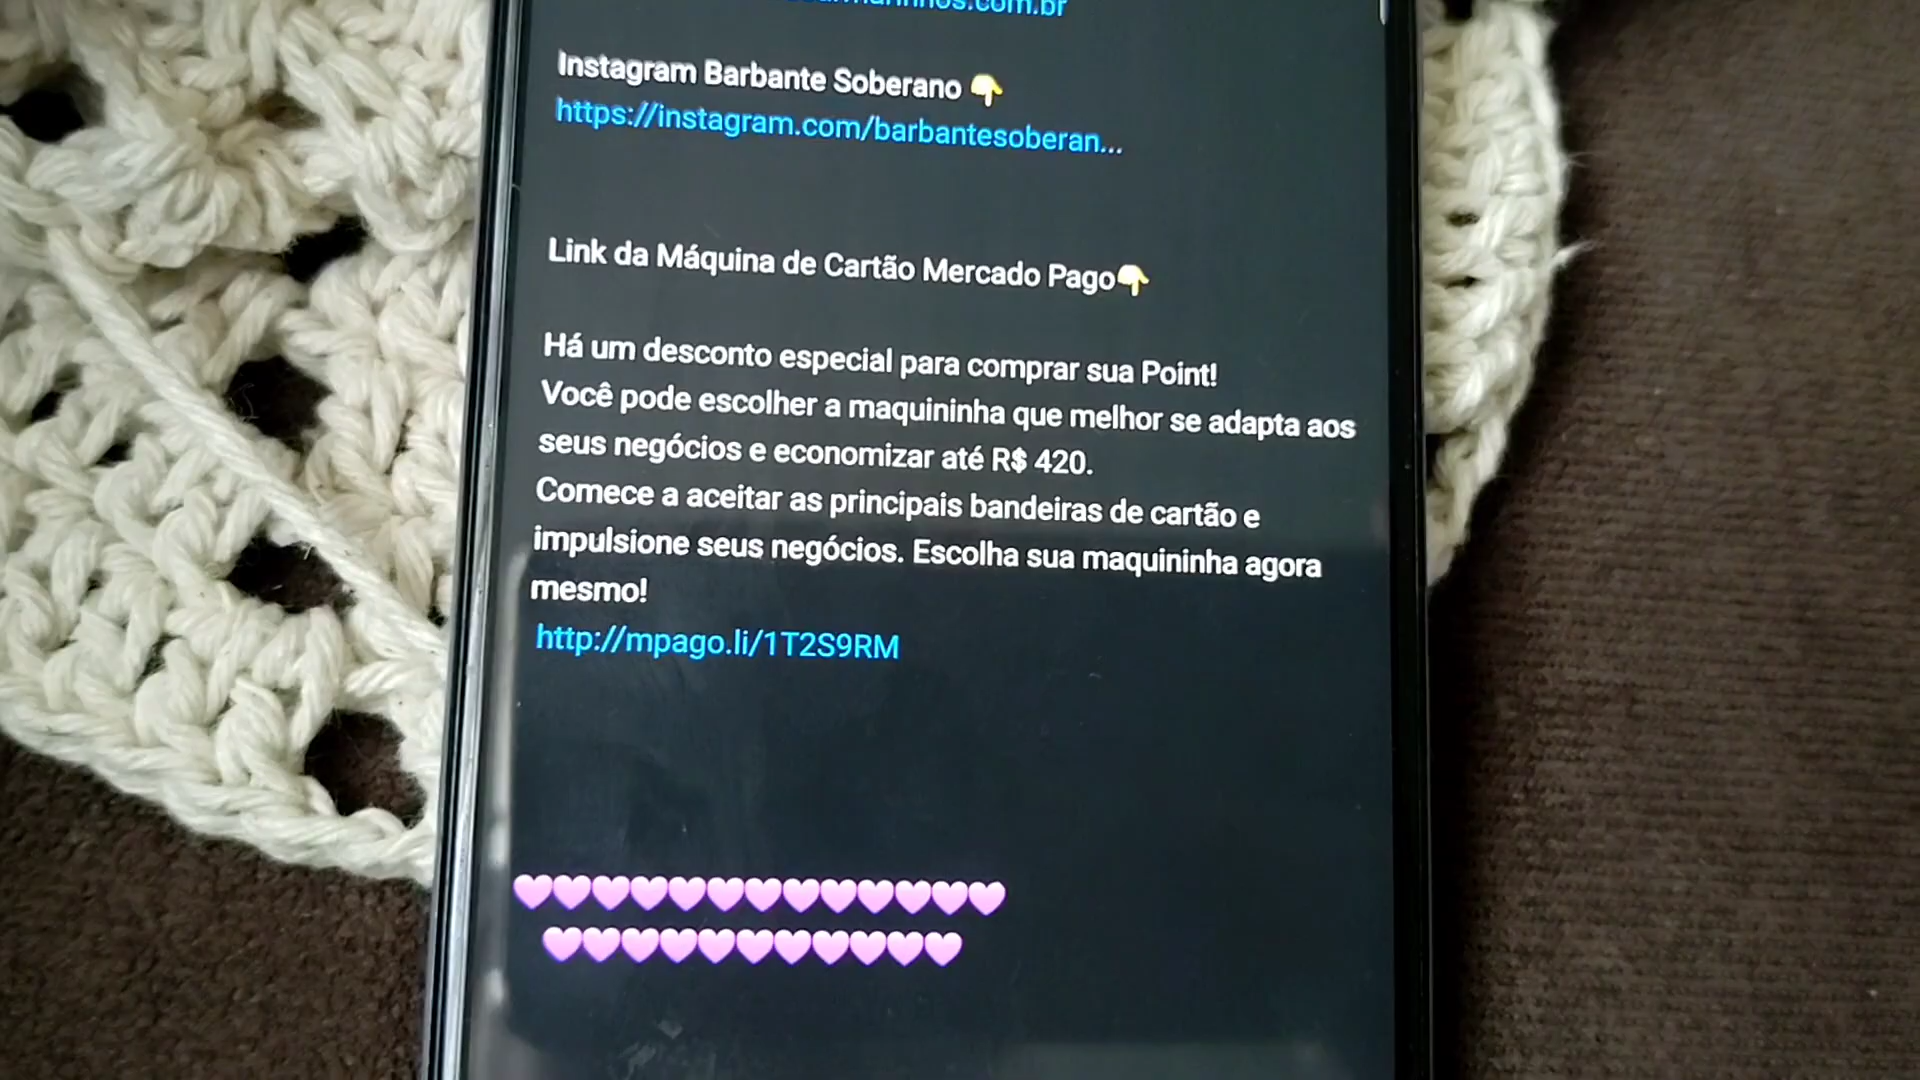 Instagram Barbante Soberano 👇
https://instagram.com/barbantesoberan...
Link da Máquina de Cartão Mercado Pago👇
Há um desconto especial para comprar sua Point!
Você pode escolher a maquininha que melhor se adapta aos
seus negócios e economizar até R$ 420.
Comece a aceitar as principais bandeiras de cartão e
impulsione seus negócios. Escolha sua maquininha agora
mesmo!
http://mpago.li/1T2S9RM